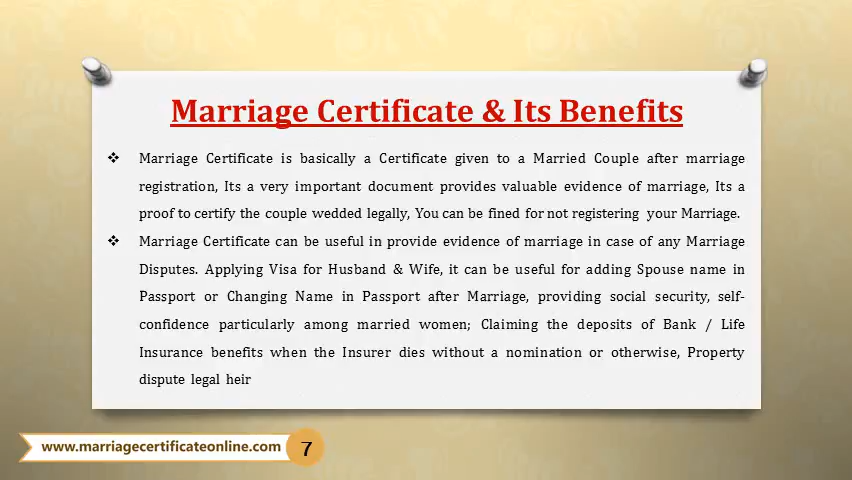 Marriage Certificate & Its Benefits
❖ Marriage Certificate is basically a Certificate given to a Married Couple after marriage
registration, Its a very important document provides valuable evidence of marriage, Its a
proof to certify the couple wedded legally, You can be fined for not registering your Marriage.
❖ Marriage Certificate can be useful in provide evidence of marriage in case of any Marriage
Disputes. Applying Visa for Husband & Wife, it can be useful for adding Spouse name in
Passport or Changing Name in Passport after Marriage, providing social security, self-
confidence particularly among married women; Claiming the deposits of Bank / Life
Insurance benefits when the Insurer dies without a nomination or otherwise, Property
dispute legal heir
www.marriagecertificateonline.com 7